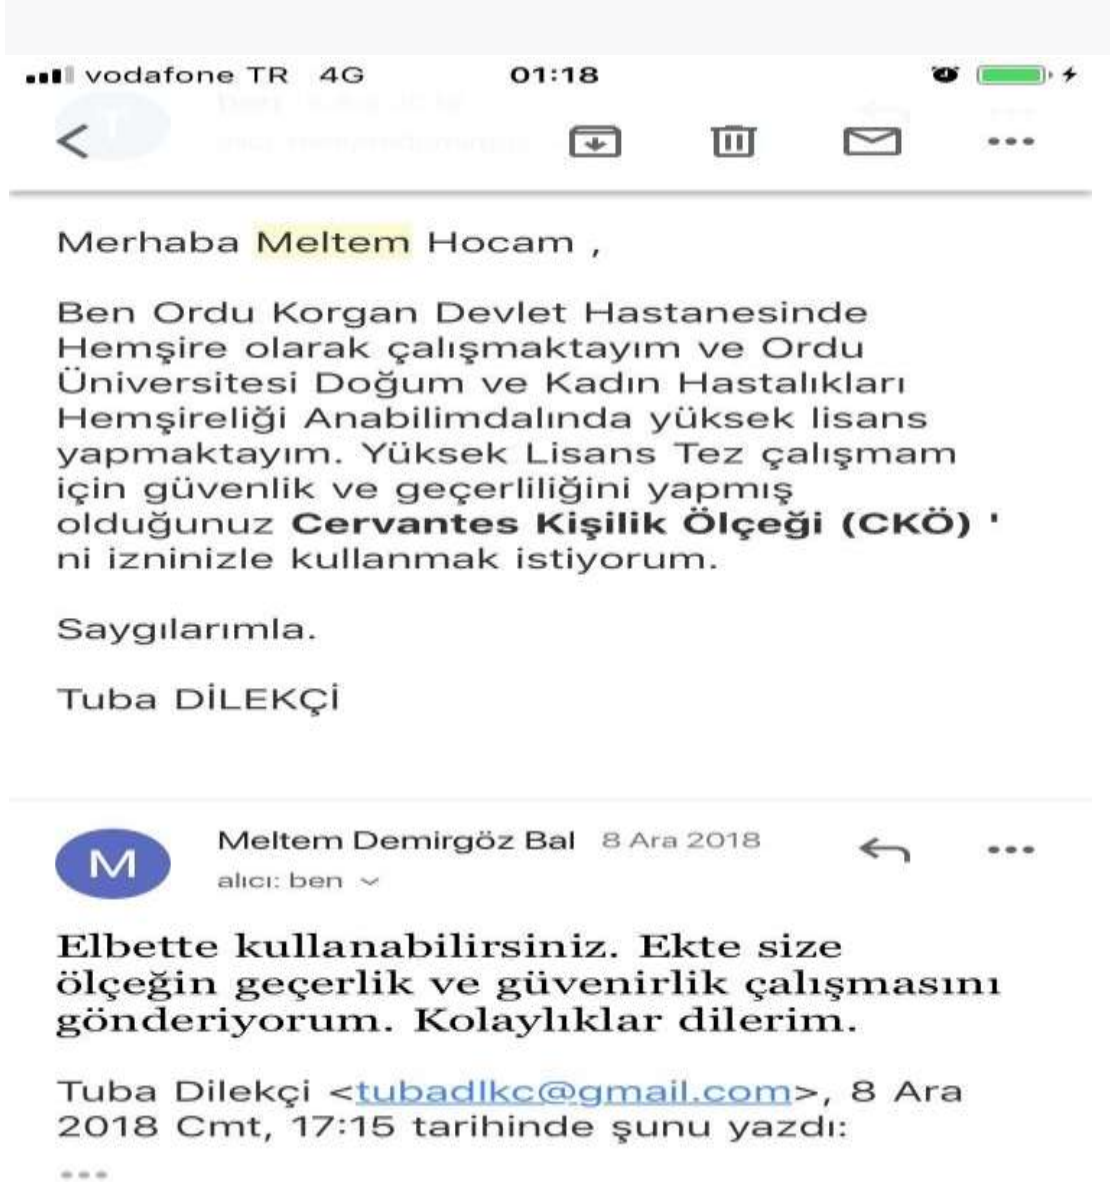 vodafone TR 4G 01:18
Merhaba Meltem Hocam ,
Ben Ordu Korgan Devlet Hastanesinde
Hemşire olarak çalışmaktayım ve Ordu
Üniversitesi Doğum ve Kadın Hastalıkları
Hemşireliği Anabilimdalında yüksek lisans
yapmaktayım. Yüksek Lisans Tez çalışmam
için güvenlik ve geçerliliğini yapmış
olduğunuz Cervantes Kişilik Ölçeği (CKÖ) '
ni izninizle kullanmak istiyorum.
Saygılarımla.
Tuba DİLEKÇİ
M
Meltem Demirgöz Bal 8 Ara 2018
alıcı: ben
Elbette kullanabilirsiniz. Ekte size
ölçeğin geçerlik ve güvenirlik çalışmasını
gönderiyorum. Kolaylıklar dilerim.
Tuba Dilekçi <tubadlkc@gmail.com>, 8 Ara
2018 Cmt, 17:15 tarihinde şunu yazdı: